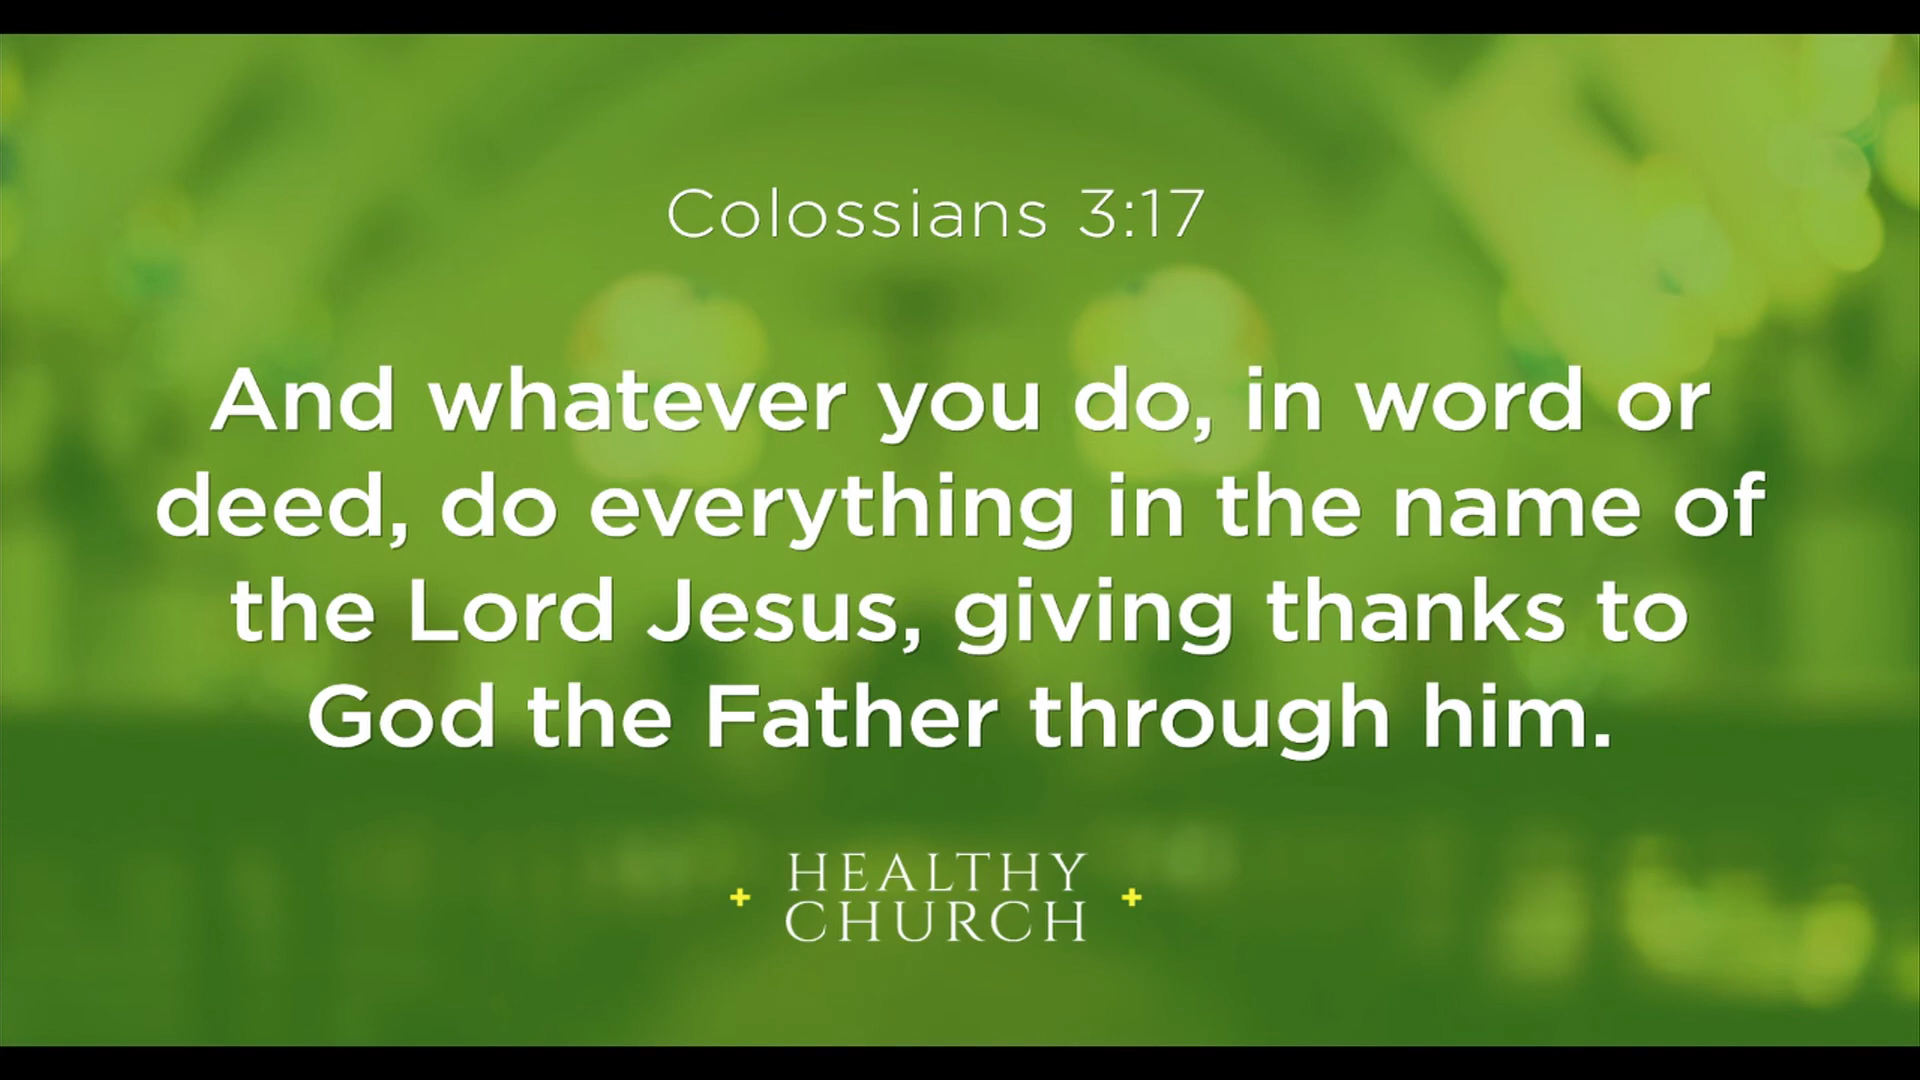 Colossians 3:17
And whatever you do, in word or
deed, do everything in the name of
the Lord Jesus, giving thanks to
God the Father through him.
HEALTHY
CHURCH